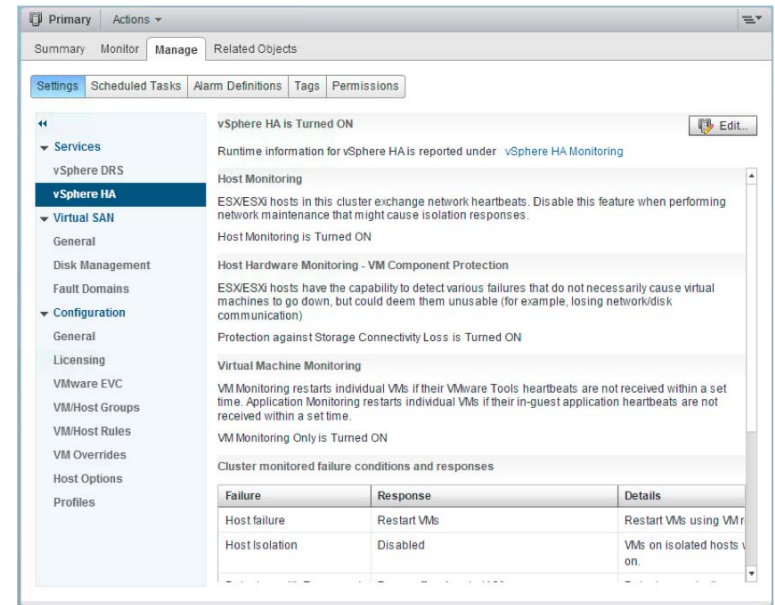 Primary Actions
Summary Monitor Manage Related Objects
Settings Scheduled Tasks Alarm Definitions Tags Permissions
Services
vSphere DRS
vSphere HA
Virtual SAN
General
Disk Management
Fault Domains
Configuration
General
Licensing
VMware EVC
VM/Host Groups
VM/Host Rules
VM Overrides
Host Options
Profiles
vSphere HA is Turned ON
Edit...
Runtime information for vSphere HA is reported under vSphere HA Monitoring
Host Monitoring
ESX/ESXi hosts in this cluster exchange network heartbeats. Disable this feature when performing
network maintenance that might cause isolation responses.
Host Monitoring is Turned ON
Host Hardware Monitoring - VM Component Protection
ESX/ESXi hosts have the capability to detect various failures that do not necessarily cause virtual
machines to go down, but could deem them unusable (for example, losing network/disk
communication)
Protection against Storage Connectivity Loss is Turned ON
Virtual Machine Monitoring
VM Monitoring restarts individual VMs if their VMware Tools heartbeats are not received within a set
time. Application Monitoring restarts individual VMs if their in-guest application heartbeats are not
received within a set time.
VM Monitoring Only is Turned ON
Cluster monitored failure conditions and responses
Failure Response Details
Host failure Restart VMs Restart VMs using VM
Host Isolation Disabled VMs on isolated hosts
on.